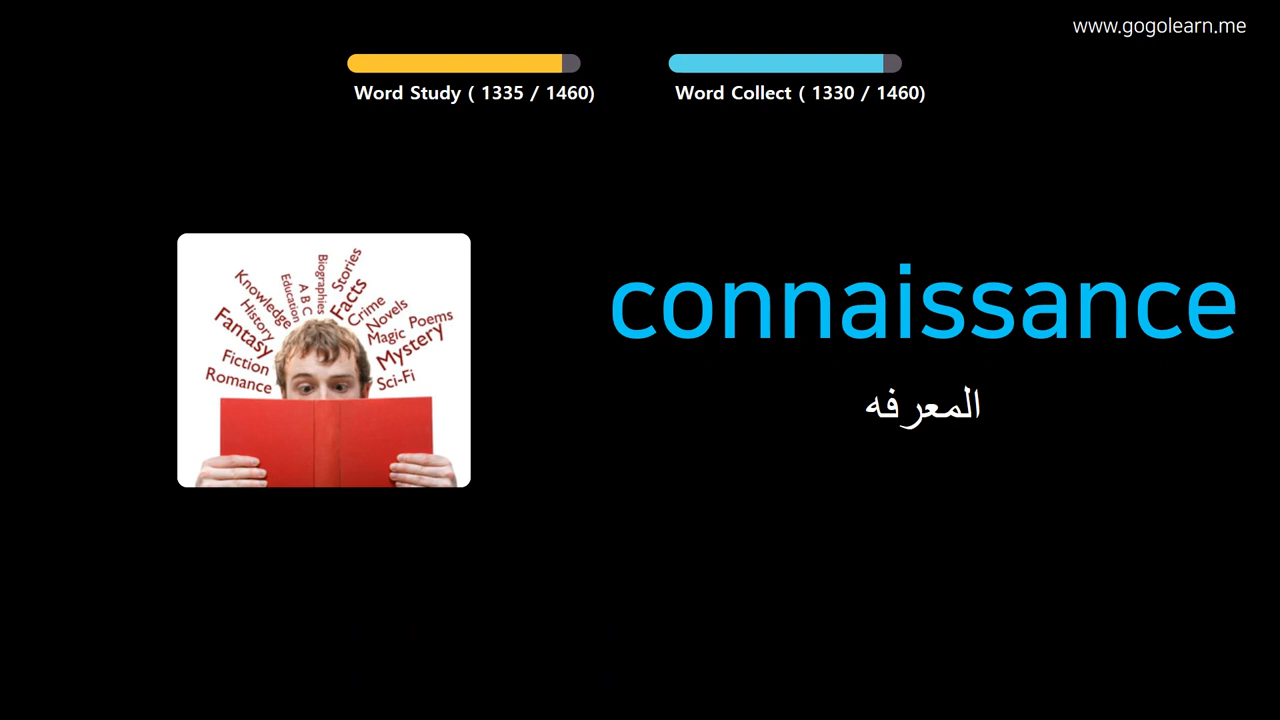 www.gogolearn.me
Word Study ( 1335 / 1460)
Word Collect ( 1330 / 1460)
Knowledge
History
Fantasy
Fiction
Romance
Education
A B C
Biographies
Stories
Facts
Crime
Novels
Magic
Poems
Mystery
Sci-Fi
connaissance
المعرفه